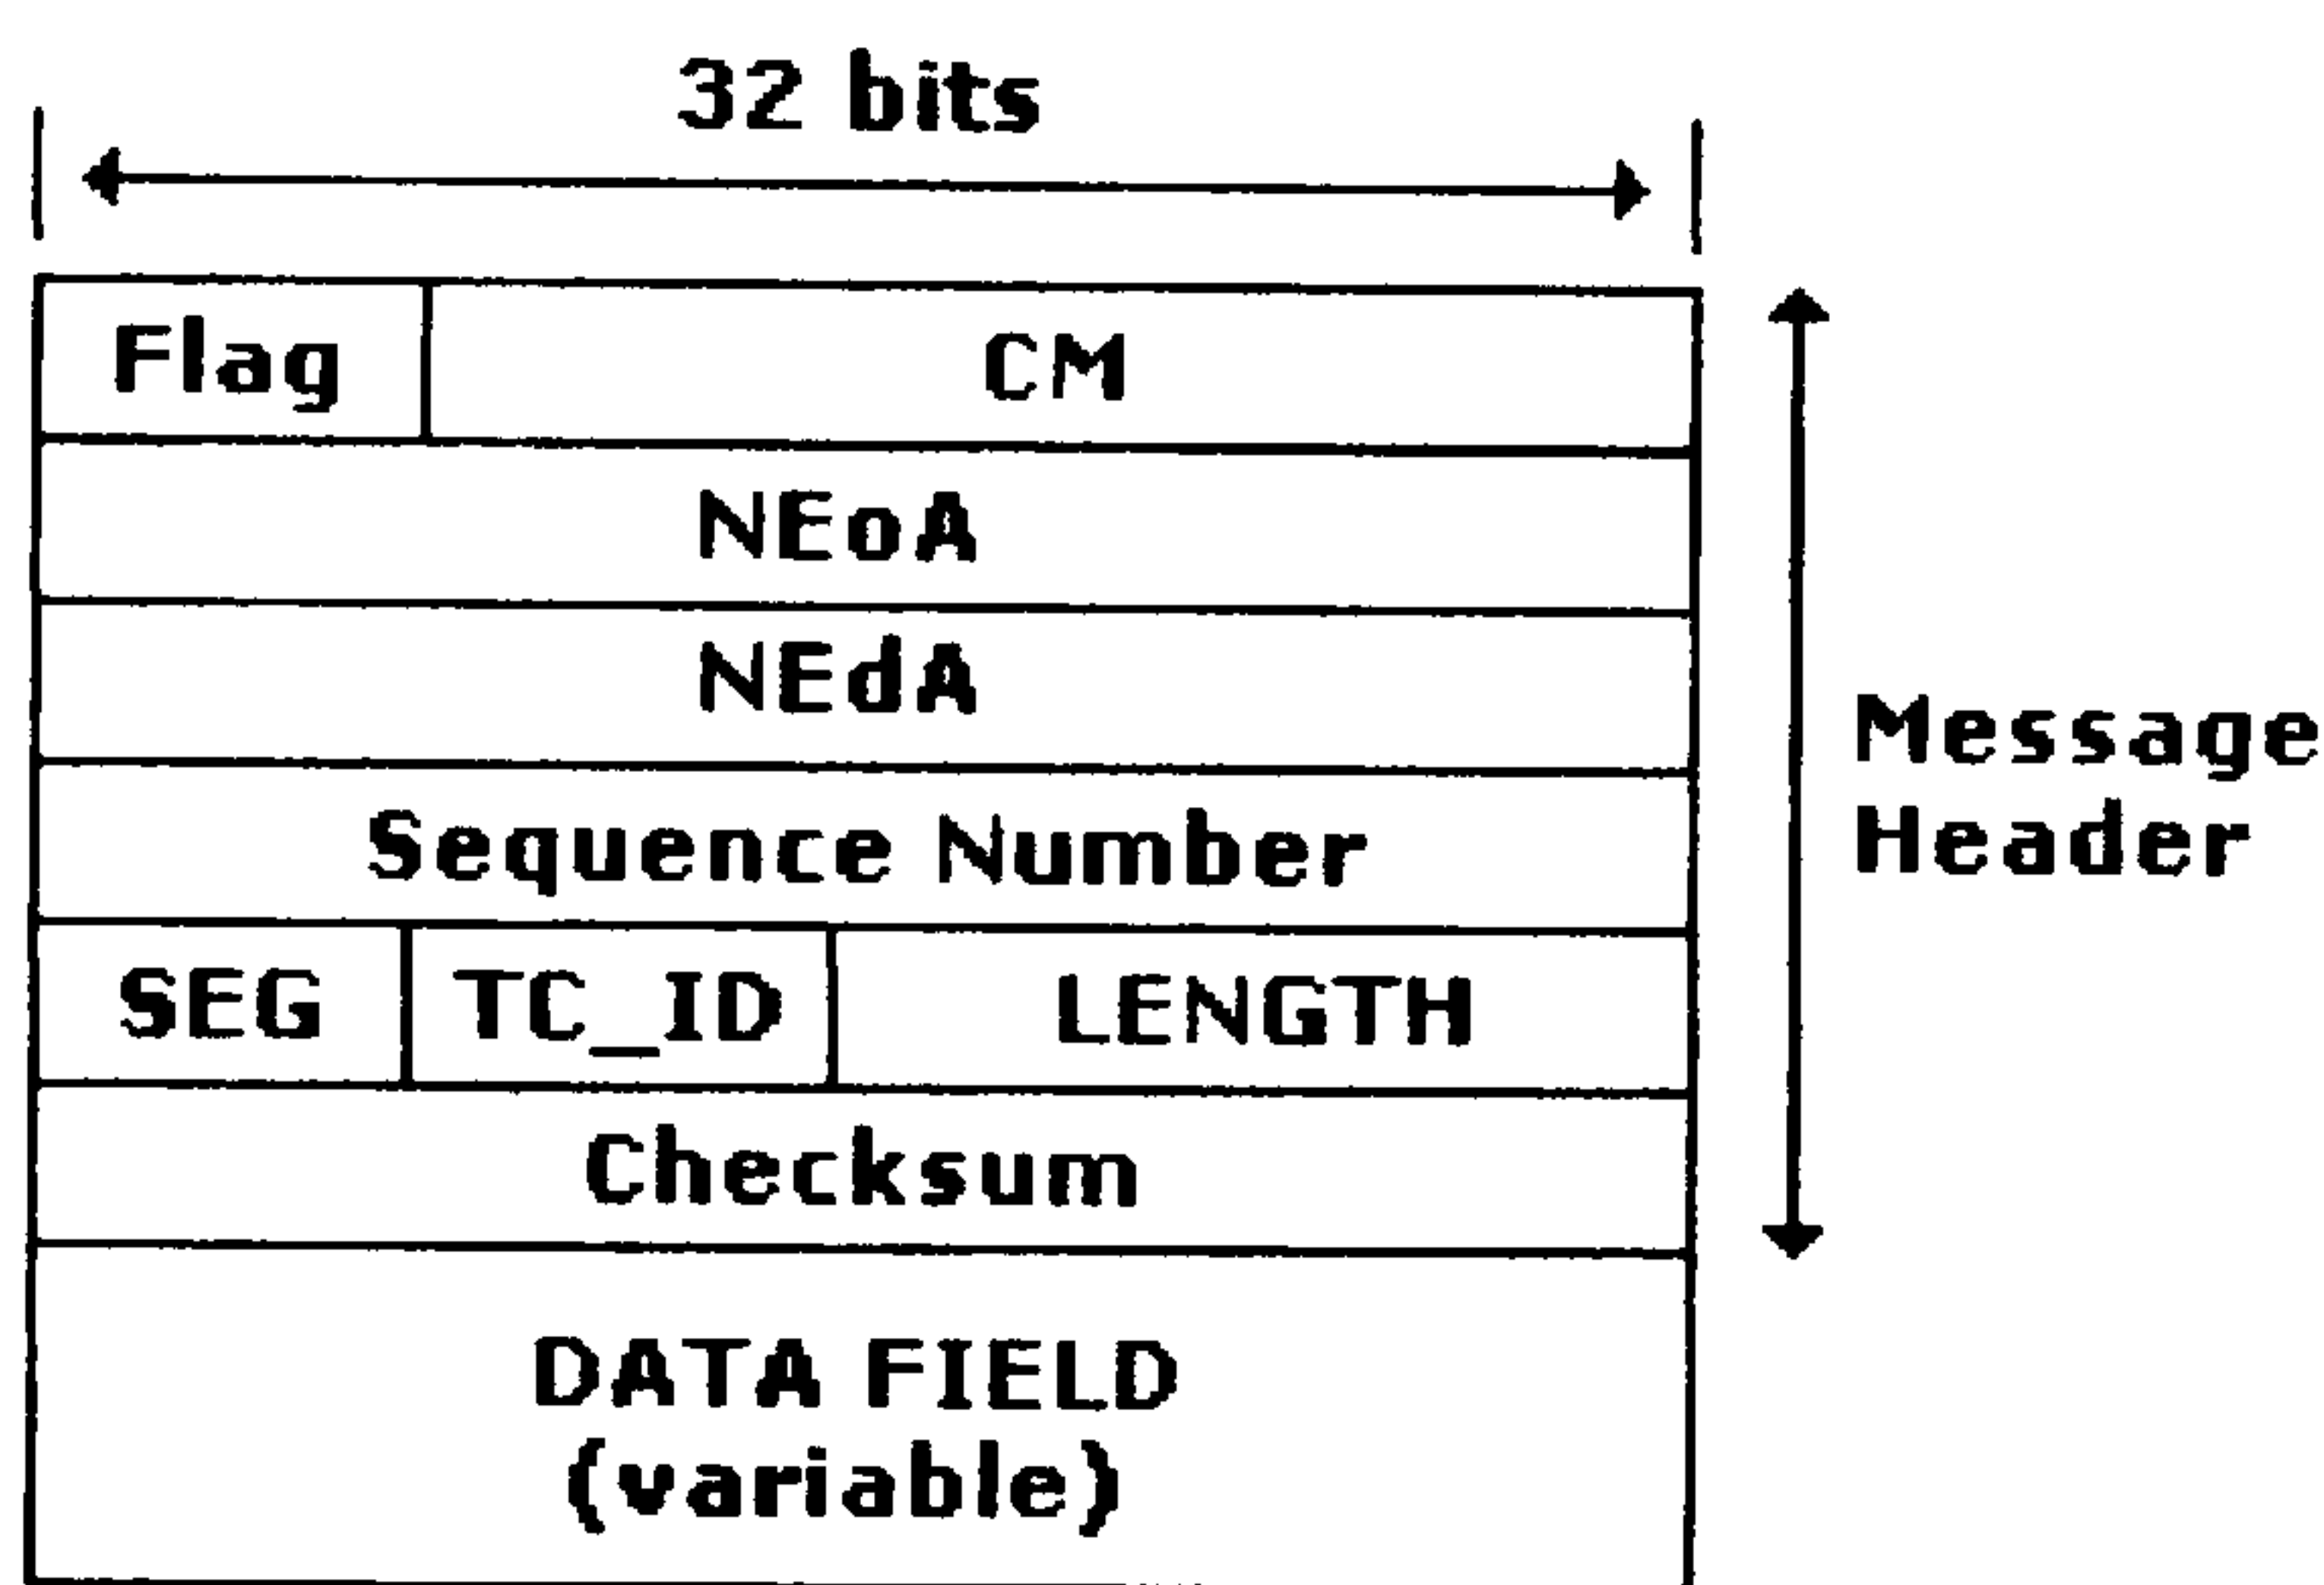 32 bits
Flag CM
NEoA
NEdA
Sequence Number
SEG TC_ID LENGTH
Checksum
DATA FIELD
(variable)
Message
Header